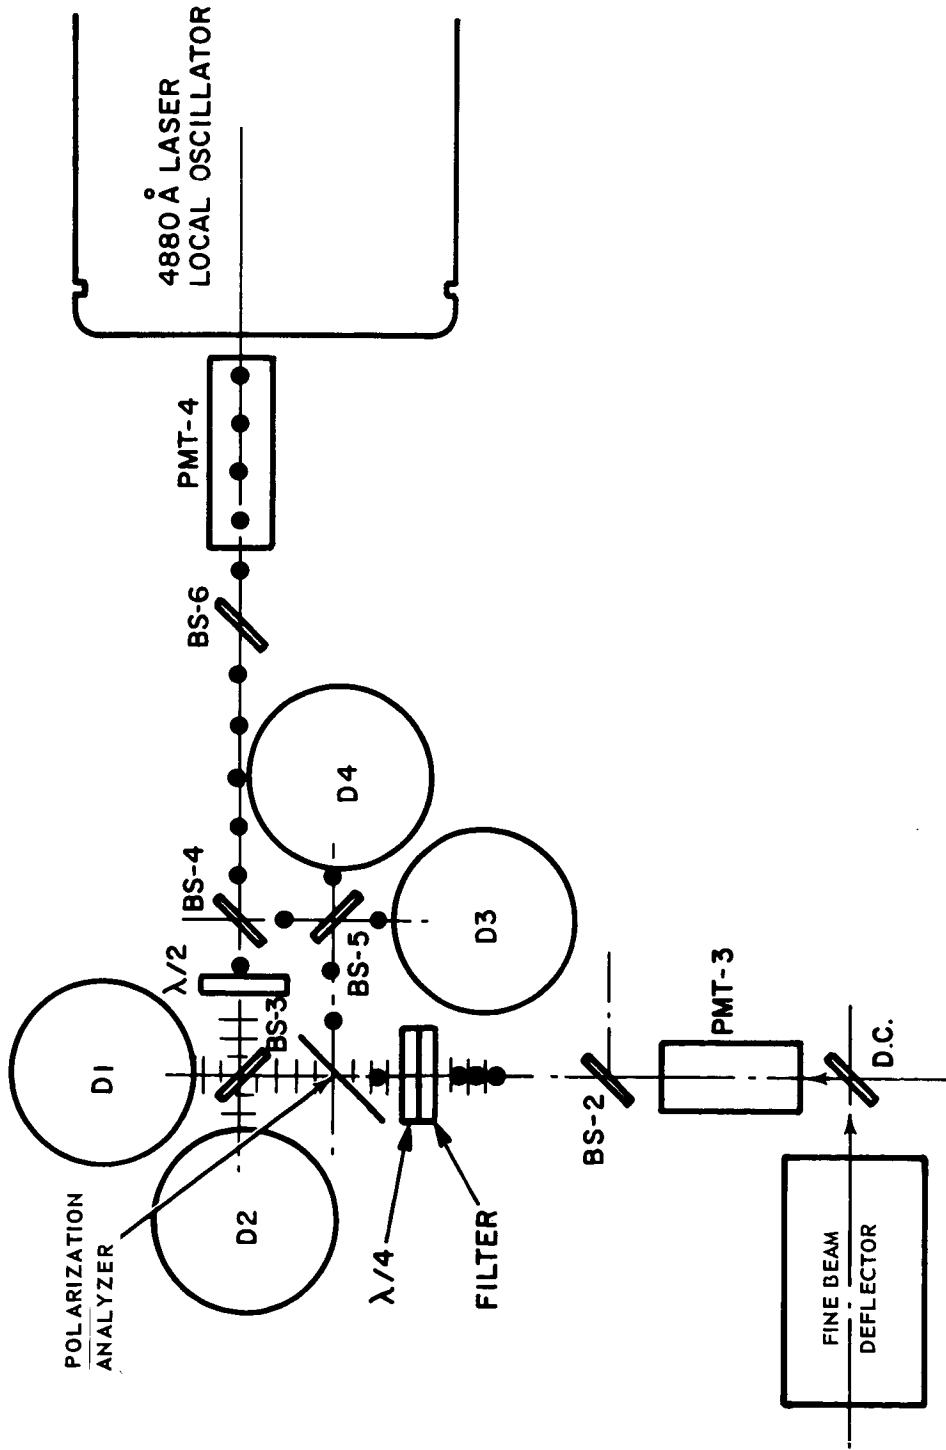 4880 Å LASER
LOCAL OSCILLATOR
PMT-4
BS-6
D4
BS-4
BS-5
D3
λ/2
BS-3
D1
D2
POLARIZATION
ANALYZER
λ/4
FILTER
BS-2
PMT-3
D.C.
FINE BEAM
DEFLECTOR